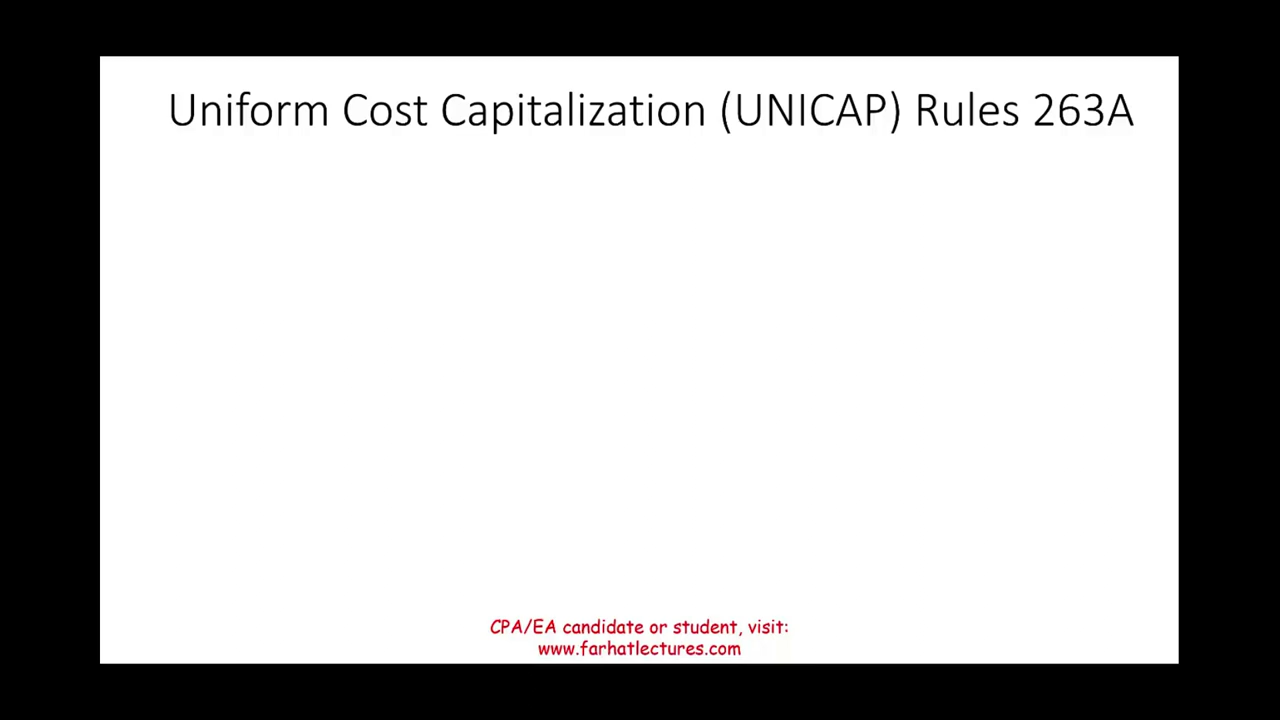 Uniform Cost Capitalization (UNICAP) Rules 263A
CPA/EA candidate or student, visit:
www.farhatlectures.com